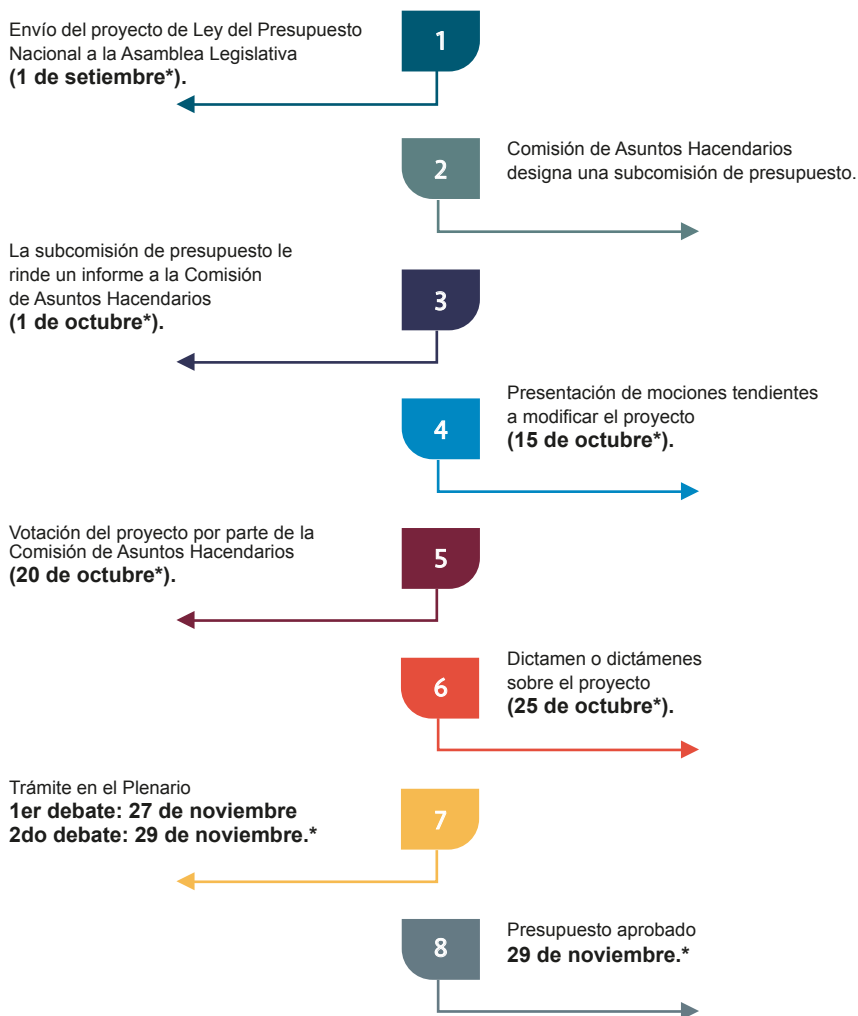 Envío del proyecto de Ley del Presupuesto
Nacional a la Asamblea Legislativa
(1 de setiembre*).
1
2
Comisión de Asuntos Hacendarios
designa una subcomisión de presupuesto.
La subcomisión de presupuesto le
rinde un informe a la Comisión
de Asuntos Hacendarios
(1 de octubre*).
3
4
Presentación de mociones tendientes
a modificar el proyecto
(15 de octubre*).
Votación del proyecto por parte de la
Comisión de Asuntos Hacendarios
(20 de octubre*).
5
6
Dictamen o dictámenes
sobre el proyecto
(25 de octubre*).
Trámite en el Plenario
1er debate: 27 de noviembre
2do debate: 29 de noviembre.*
7
8
Presupuesto aprobado
29 de noviembre.*